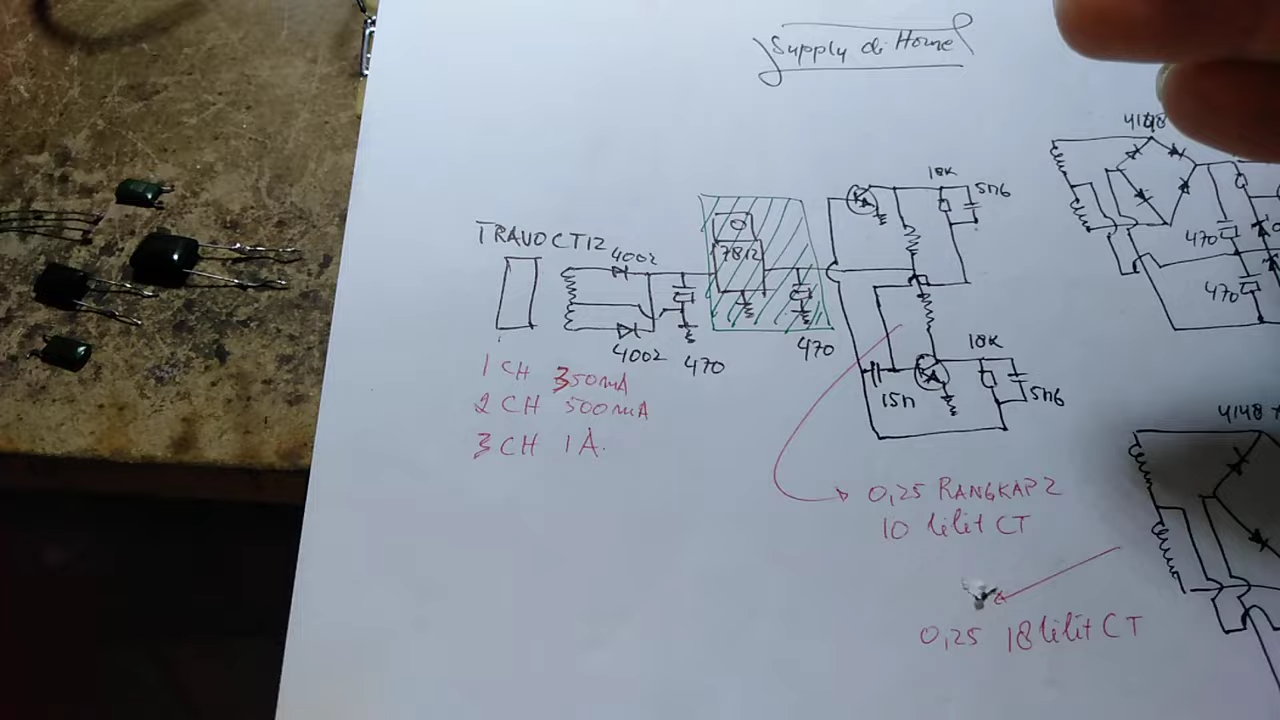 Supply di Home
4148
18K
5n6
TRAVO CT 12
4002
7812
470
4002
470
470
470
470
1 CH 350mA
2 CH 500mA
3 CH 1 A.
15n
18K
5n6
4148
0,25 RANGKAP 2
10 lilit CT
0,25 18 lilit CT